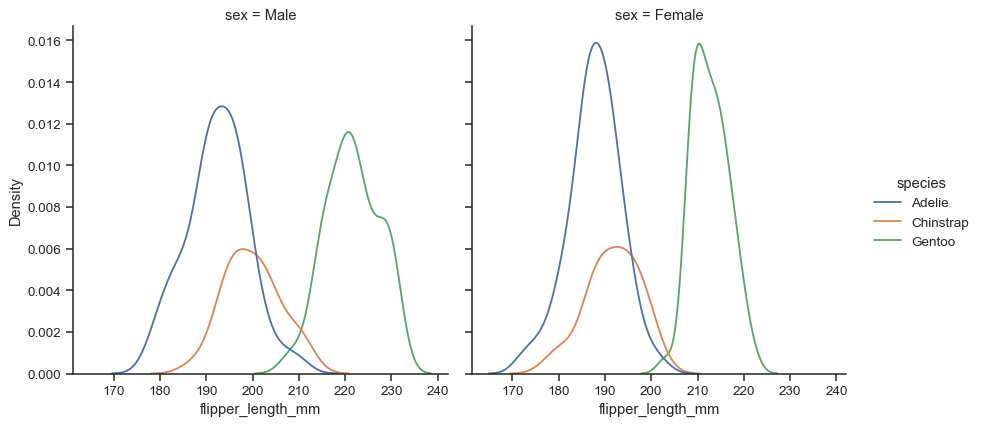 sex = Male
sex = Female
Density
0.016
0.014
0.012
0.010
0.008
0.006
0.004
0.002
0.000
170 180 190 200 210 220 230 240
flipper_length_mm
170 180 190 200 210 220 230 240
flipper_length_mm
species
Adelie
Chinstrap
Gentoo